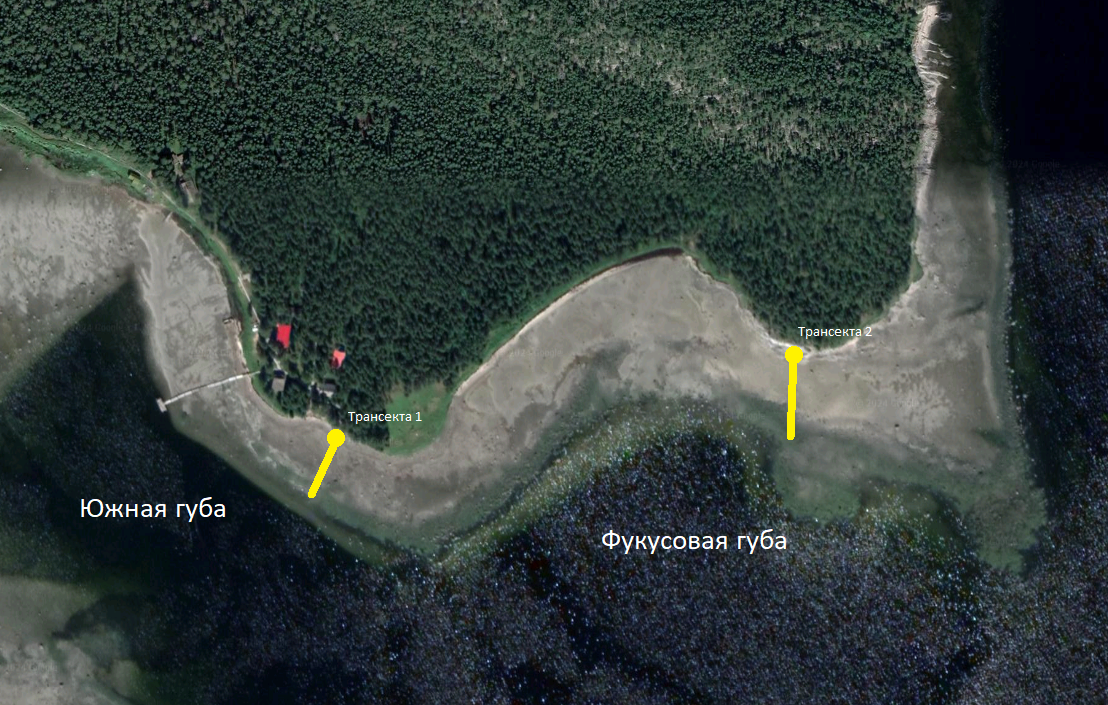 Трансекта 2
Трансекта 1
Южная губа
Фукусовая губа